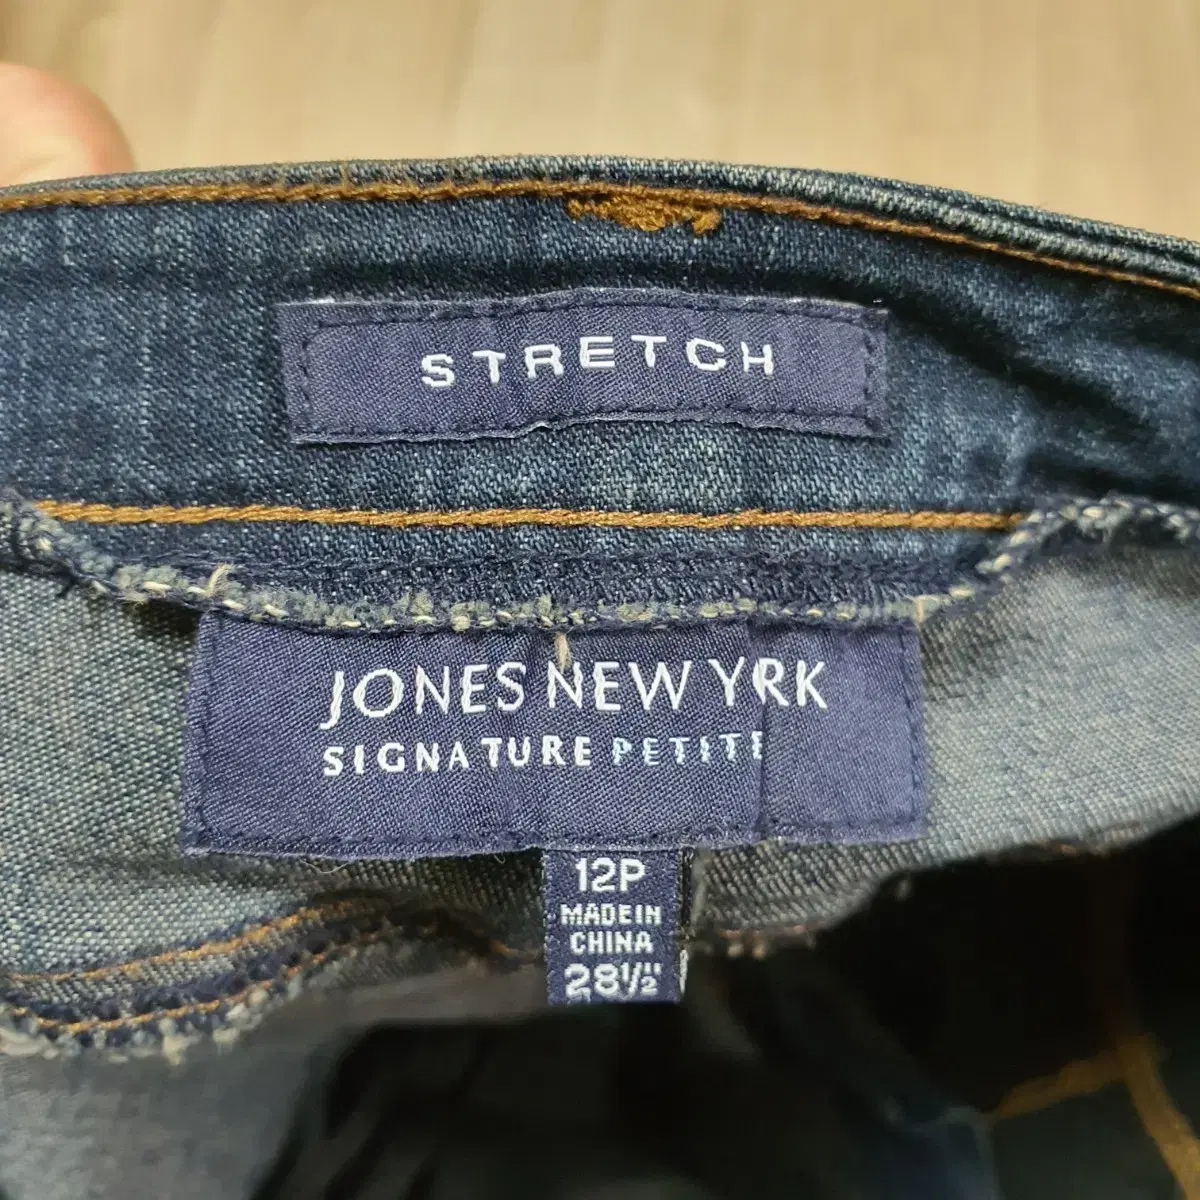 STRETCH
JONES NEW YRK
SIGNATURE PETITE
12P
MADE IN
CHINA
28½"